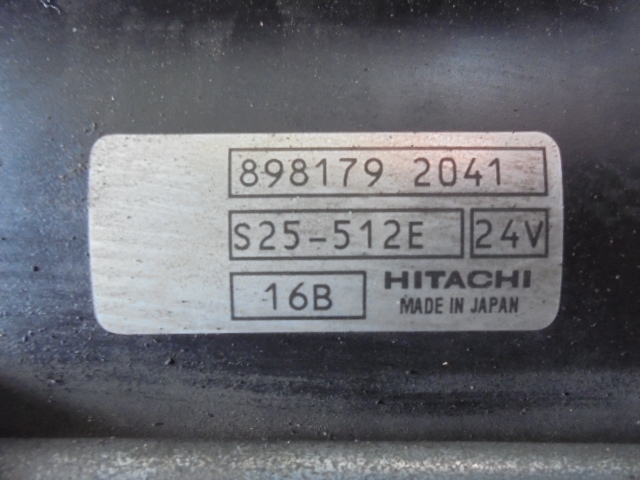 898179 2041
S25-512E 24V
16B HITACHI
MADE IN JAPAN